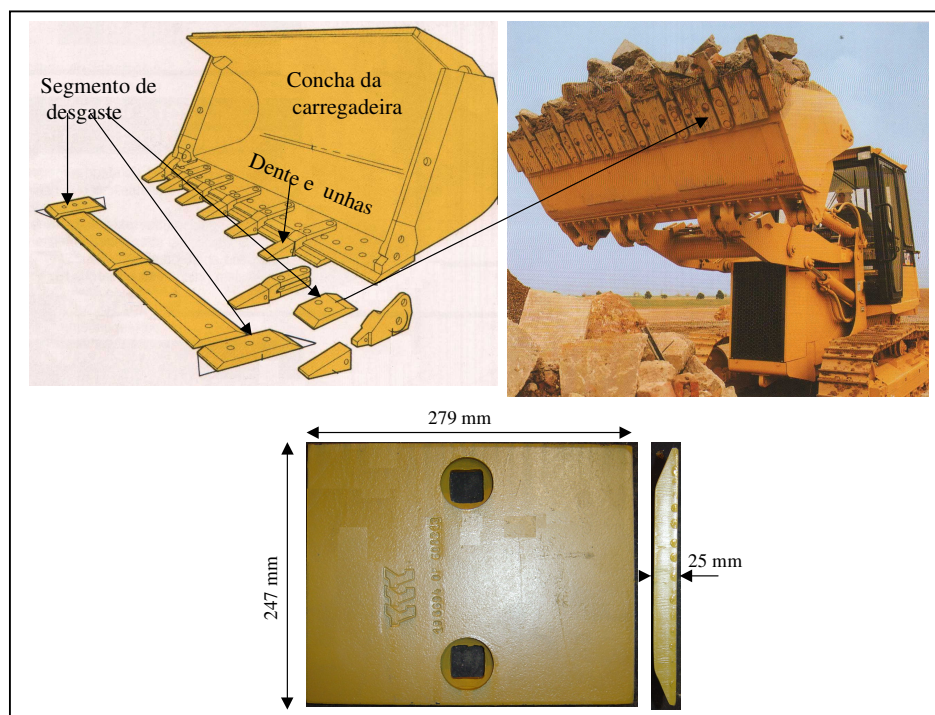 Segmento de
desgaste
Concha da
carregadeira
Dente e unhas
279 mm
247 mm
25 mm